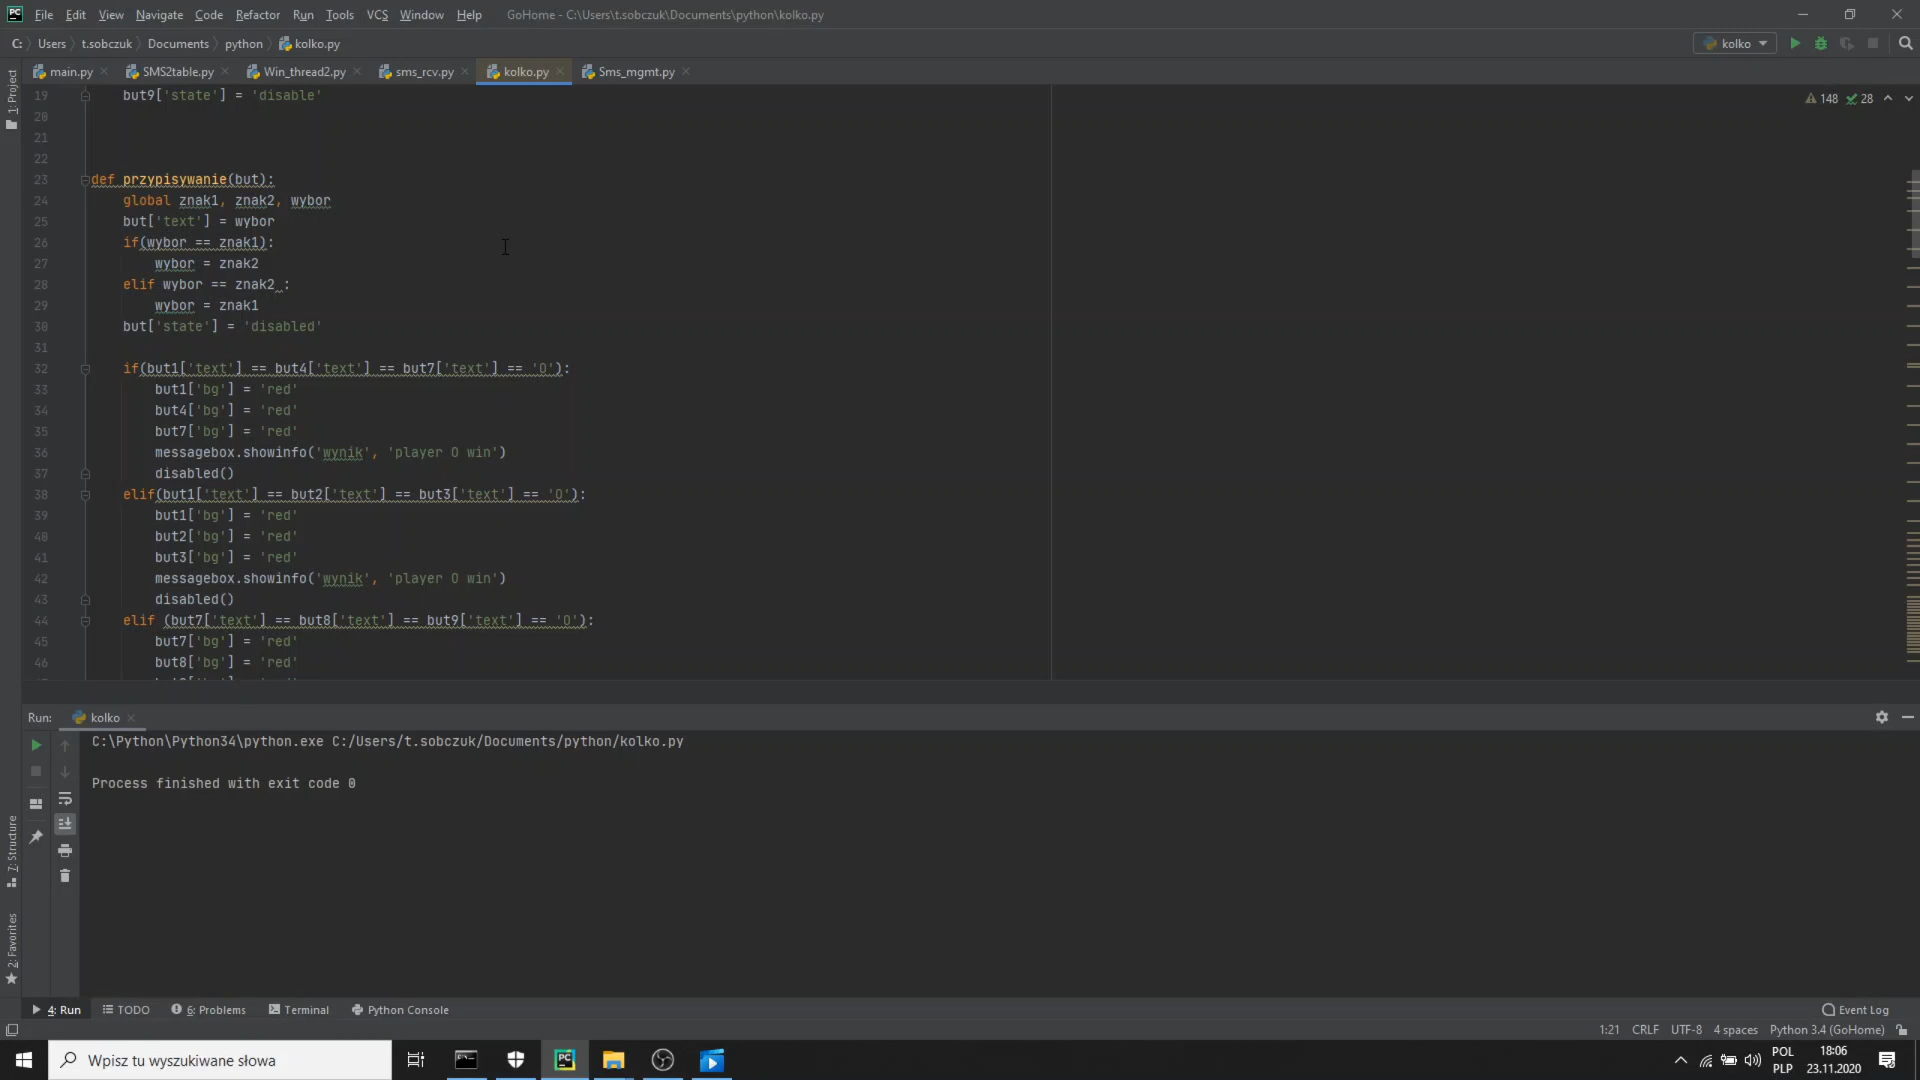 File Edit View Navigate Code Refactor Run Tools VCS Window Help GoHome - C:\Users\t.sobczuk\Documents\python\kolko.py
C: Users t.sobczuk Documents python kolko.py kolko
main.py SMS2table.py Win_thread2.py sms_rcv.py kolko.py Sms_mgmt.py
1: Project
148 28
19 but9['state'] = 'disable'
20
21
22
23 def przypisywanie(but):
24 global znak1, znak2, wybor
25 but['text'] = wybor
26 if(wybor == znak1):
27 wybor = znak2
28 elif wybor == znak2 :
29 wybor = znak1
30 but['state'] = 'disabled'
31
32 if(but1['text'] == but4['text'] == but7['text'] == 'O'):
33 but1['bg'] = 'red'
34 but4['bg'] = 'red'
35 but7['bg'] = 'red'
36 messagebox.showinfo('wynik', 'player O win')
37 disabled()
38 elif(but1['text'] == but2['text'] == but3['text'] == 'O'):
39 but1['bg'] = 'red'
40 but2['bg'] = 'red'
41 but3['bg'] = 'red'
42 messagebox.showinfo('wynik', 'player O win')
43 disabled()
44 elif (but7['text'] == but8['text'] == but9['text'] == 'O'):
45 but7['bg'] = 'red'
46 but8['bg'] = 'red'
Run: kolko
C:\Python\Python34\python.exe C:/Users/t.sobczuk/Documents/python/kolko.py
Process finished with exit code 0
7: Structure
2: Favorites
4: Run TODO 6: Problems Terminal Python Console Event Log
1:21 CRLF UTF-8 4 spaces Python 3.4 (GoHome)
Wpisz tu wyszukiwane słowa
POL
PLP
18:06
23.11.2020